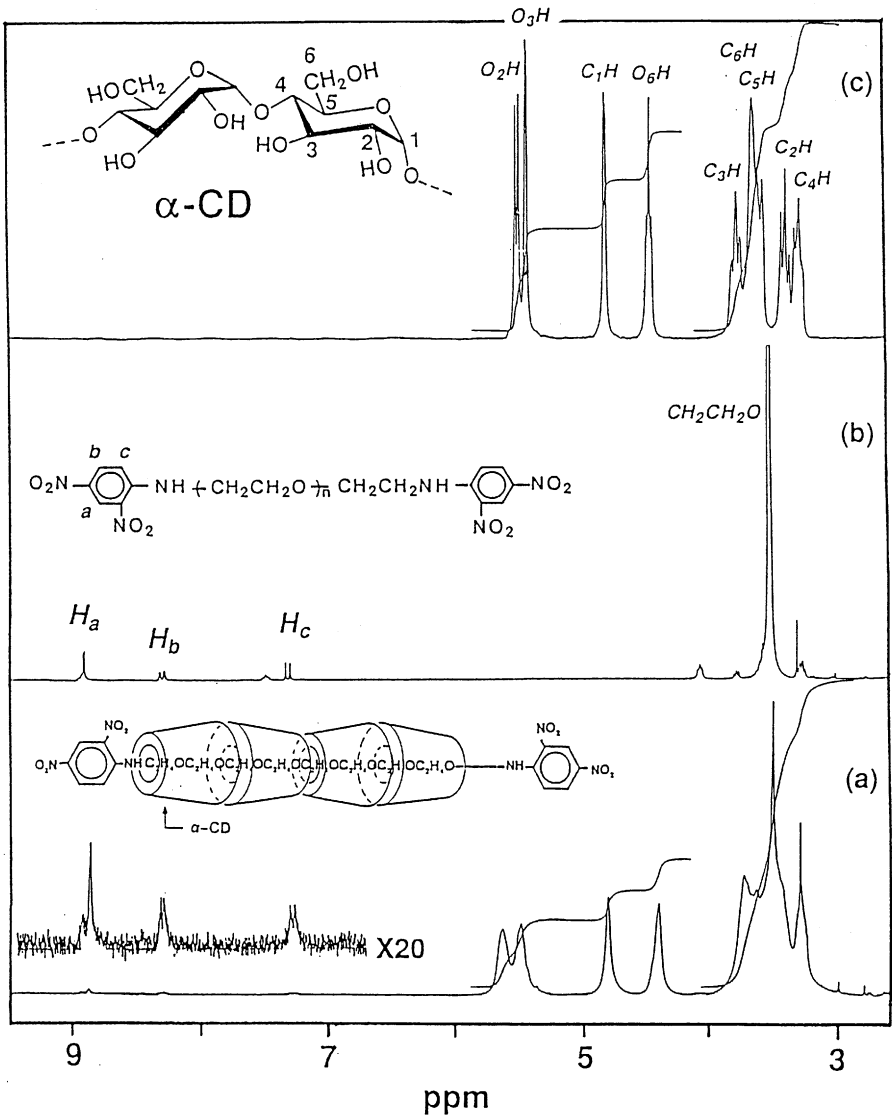 O3H
O2H
C1H
O6H
C6H
C5H
C3H
C2H
C4H
(c)
6
HOCH2
O
4
CH2OH
5
O
O
OH
O
HO
HO
3
2
1
HO
O
α-CD
CH2CH2O
(b)
b
c
O2N
NH
(CH2CH2O)n
CH2CH2NH
NO2
a
NO2
NO2
Ha
Hb
Hc
NO2
O2N
NHC2H4OC2H4OC2H4OC2H4OC2H4OC2H4OC2H4OC2H4O
NH
NO2
NO2
α-CD
(a)
X20
9
7
5
3
ppm